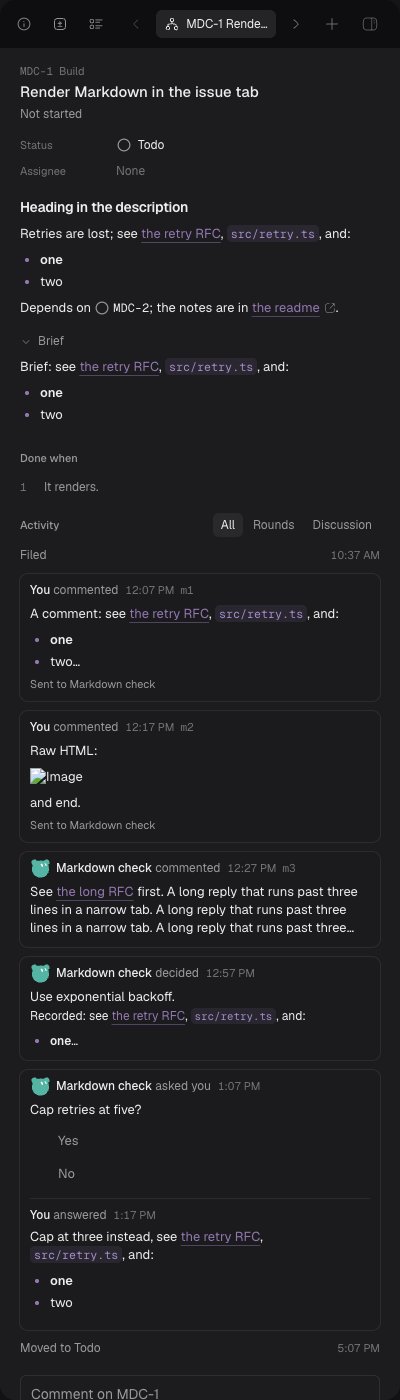 MDC-1 Rende...
MDC-1 Build
Render Markdown in the issue tab
Not started
Status Todo
Assignee None
Heading in the description
Retries are lost; see the retry RFC, src/retry.ts, and:
• one
• two
Depends on MDC-2; the notes are in the readme.
Brief
Brief: see the retry RFC, src/retry.ts, and:
• one
• two
Done when
1 It renders.
Activity All Rounds Discussion
Filed 10:37 AM
You commented 12:07 PM m1
A comment: see the retry RFC, src/retry.ts, and:
• one
• two...
Sent to Markdown check
You commented 12:17 PM m2
Raw HTML:
Image
and end.
Sent to Markdown check
Markdown check commented 12:27 PM m3
See the long RFC first. A long reply that runs past three
lines in a narrow tab. A long reply that runs past three
lines in a narrow tab. A long reply that runs past three...
Markdown check decided 12:57 PM
Use exponential backoff.
Recorded: see the retry RFC, src/retry.ts, and:
• one...
Markdown check asked you 1:07 PM
Cap retries at five?
Yes
No
You answered 1:17 PM
Cap at three instead, see the retry RFC,
src/retry.ts, and:
• one
• two
Moved to Todo 5:07 PM
Comment on MDC-1